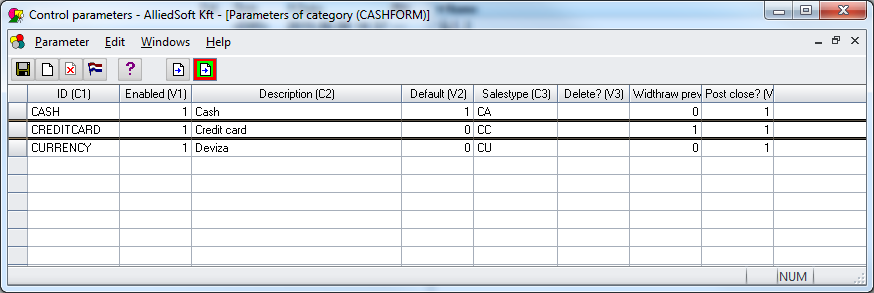 Control parameters - AlliedSoft Kft - [Parameters of category (CASHFORM)]
Parameter Edit Windows Help
ID (C1) Enabled (V1) Description (C2) Default (V2) Salestype (C3) Delete? (V3) Widthraw prev Post close? (V
CASH 1 Cash 1 CA 0 1
CREDITCARD 1 Credit card 0 CC 1 1
CURRENCY 1 Deviza 0 CU 0 1
NUM